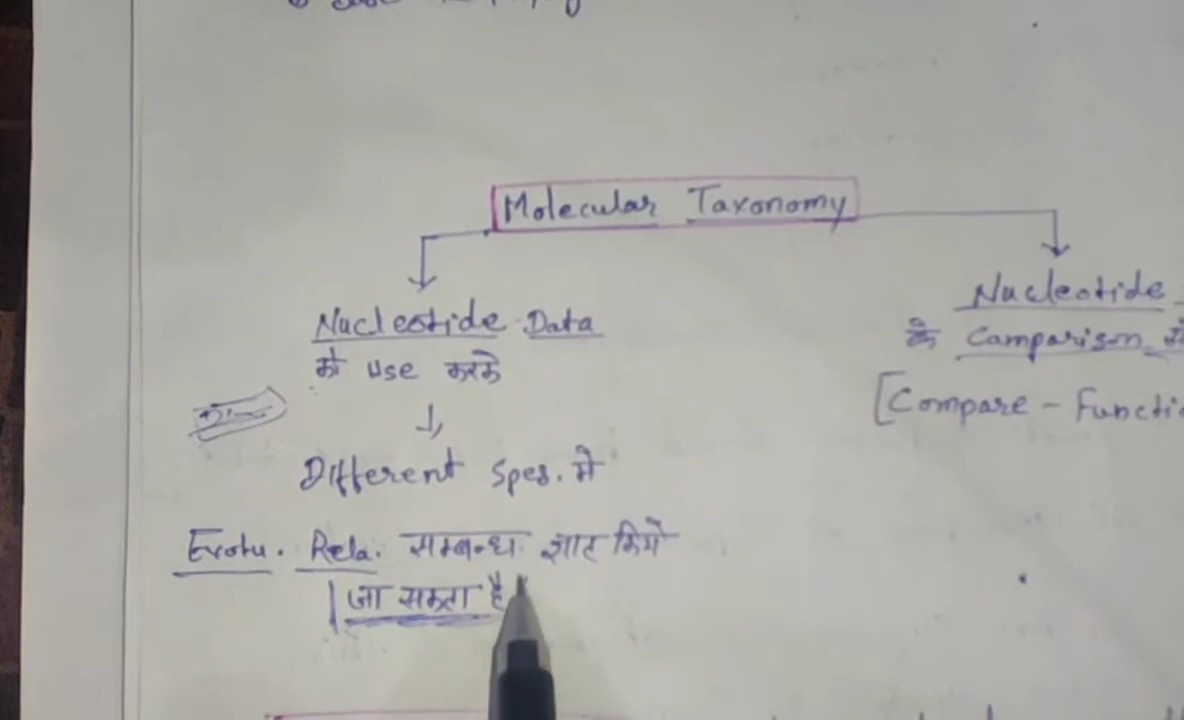 Molecular Taxonomy
Nucleotide Data
को use करके
Different Spes. मे
Evolu. Rela. सम्बन्ध ज्ञात किये
जा सकता है
Nucleotide
के Comparison से
[Compare - Functi